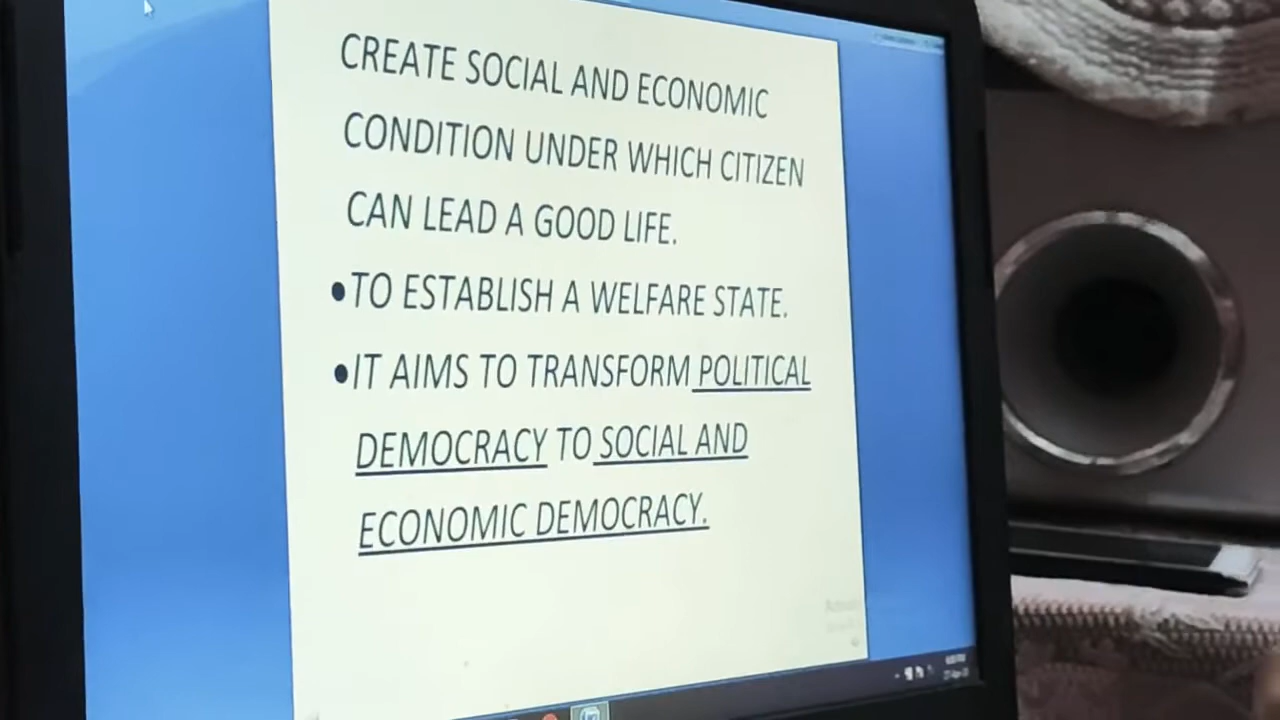 CREATE SOCIAL AND ECONOMIC
CONDITION UNDER WHICH CITIZEN
CAN LEAD A GOOD LIFE.
•TO ESTABLISH A WELFARE STATE.
•IT AIMS TO TRANSFORM POLITICAL
DEMOCRACY TO SOCIAL AND
ECONOMIC DEMOCRACY.